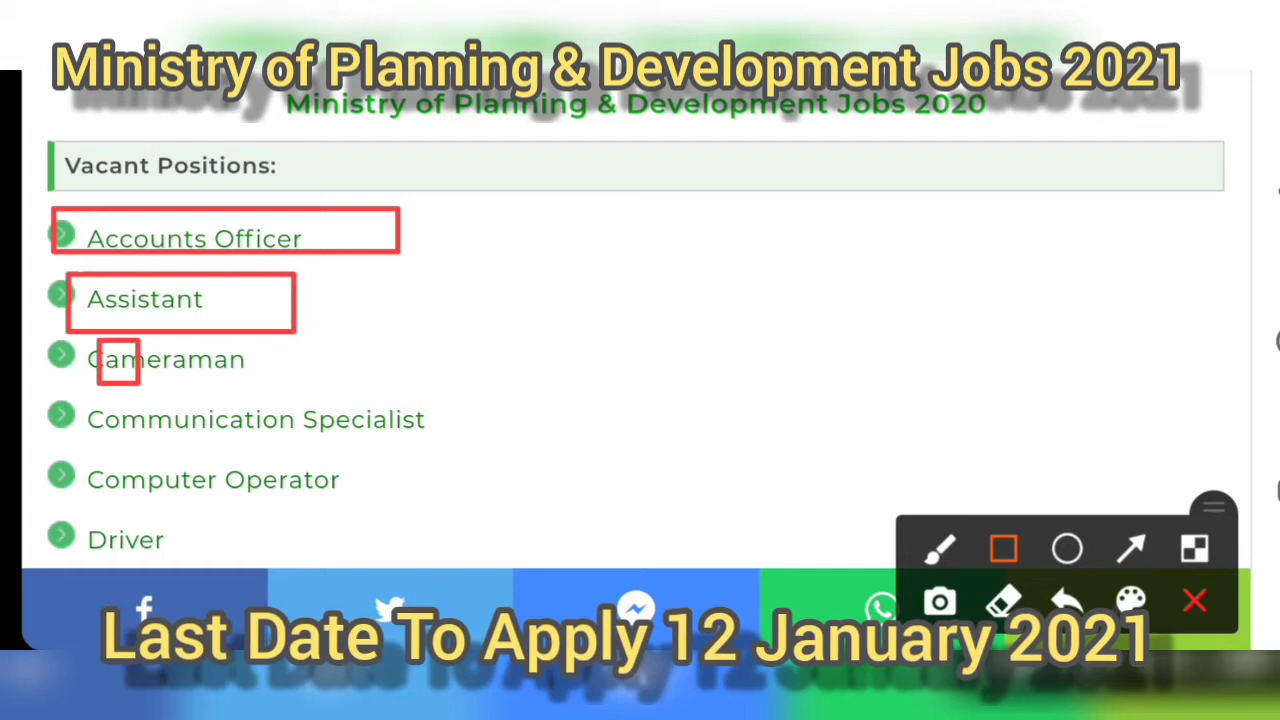 Ministry of Planning & Development Jobs 2021
Ministry of Planning & Development Jobs 2020
Vacant Positions:
Accounts Officer
Assistant
Cameraman
Communication Specialist
Computer Operator
Driver
Last Date To Apply 12 January 2021